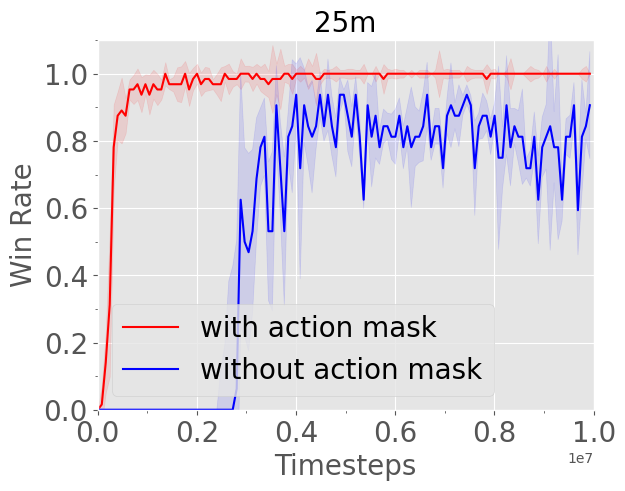 25m
Win Rate
1.0
0.8
0.6
0.4
0.2
0.0
with action mask
without action mask
0.0 0.2 0.4 0.6 0.8 1.0
Timesteps
1e7